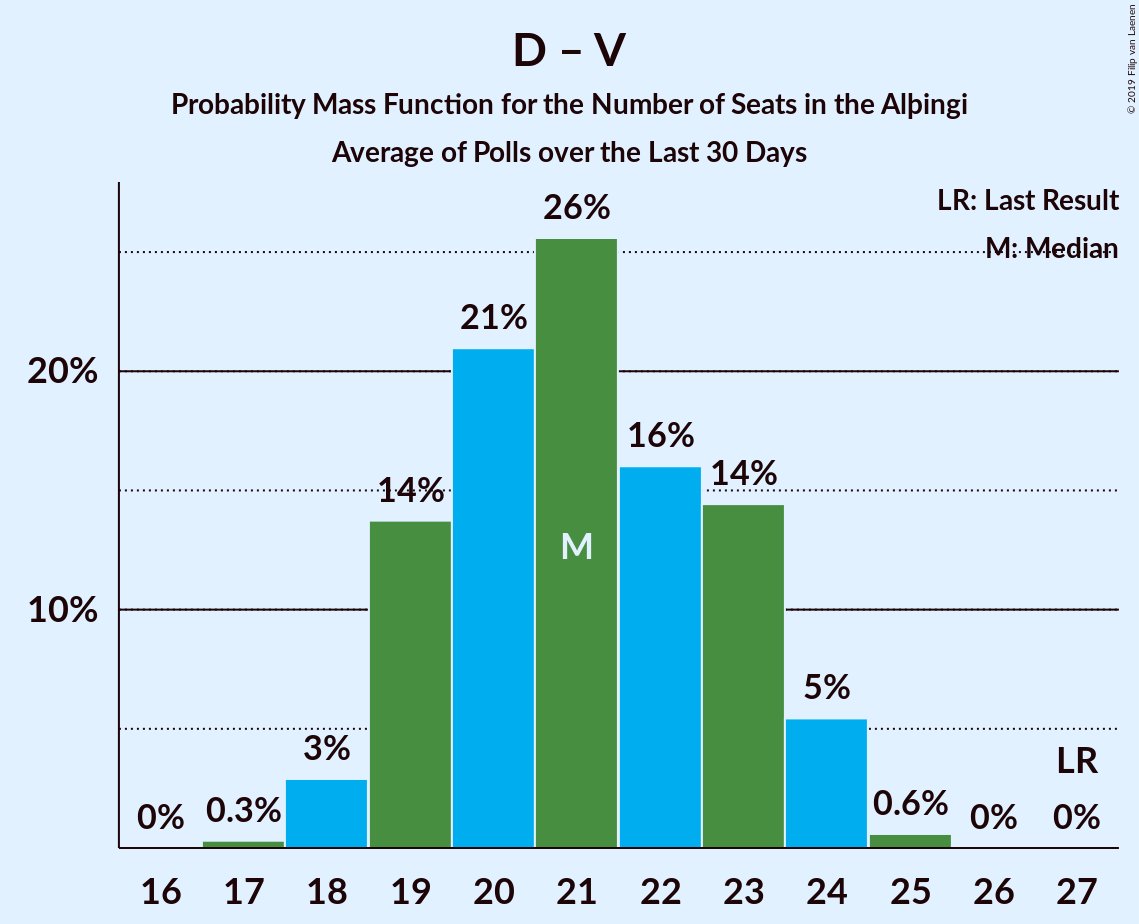 D – V
Probability Mass Function for the Number of Seats in the Alþingi
Average of Polls over the Last 30 Days
© 2019 Filip van Laenen
LR: Last Result
M: Median
26%
21%
20%
16%
14%
14%
M
10%
5%
3%
LR
0%
0.3%
0.6%
0%
0%
16 17 18 19 20 21 22 23 24 25 26 27